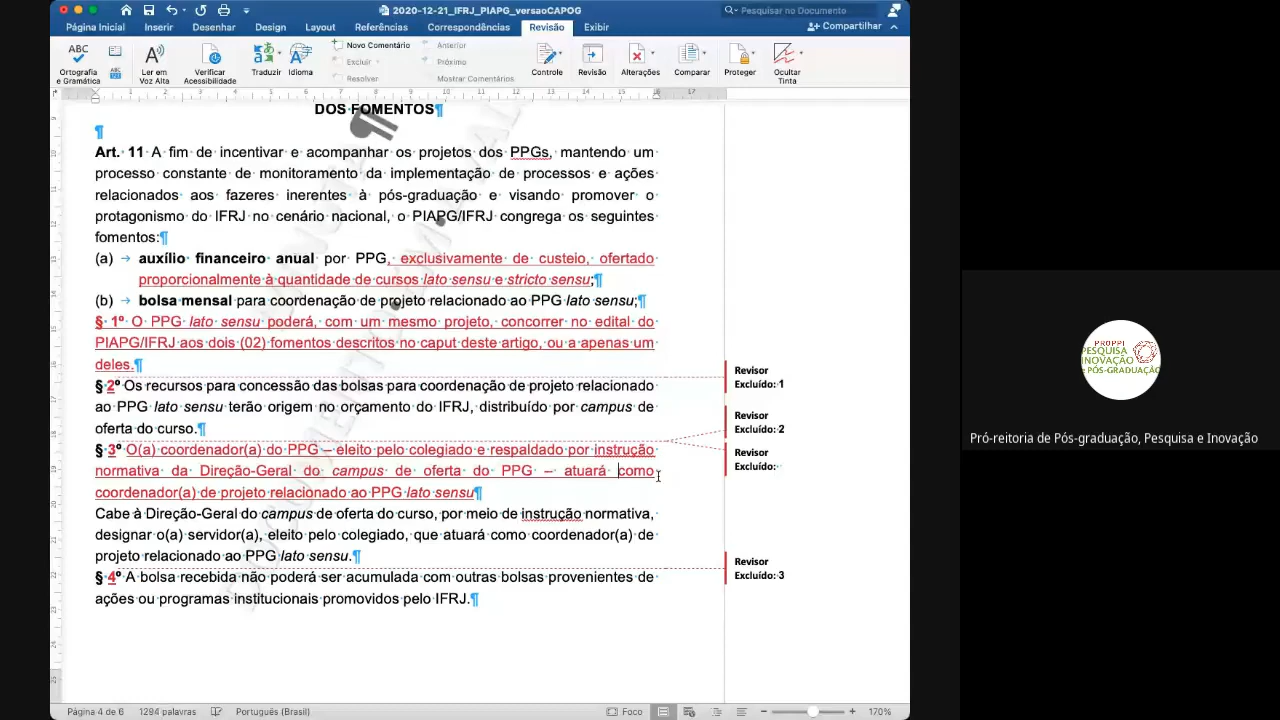 2020-12-21_IFRJ_PIAPG_versaoCAPOG
Pesquisar no Documento
Página Inicial Inserir Desenhar Design Layout Referências Correspondências Revisão Exibir
Compartilhar
ABC
Ortografia e Gramática
Ler em Voz Alta
Verificar Acessibilidade
Traduzir
Idioma
Novo Comentário
Excluir
Resolver
Anterior
Próximo
Mostrar Comentários
Controle
Revisão
Alterações
Comparar
Proteger
Ocultar Tinta
DOS FOMENTOS¶
¶
Art. 11 A fim de incentivar e acompanhar os projetos dos PPGs, mantendo um
processo constante de monitoramento da implementação de processos e ações
relacionados aos fazeres inerentes à pós-graduação e visando promover o
protagonismo do IFRJ no cenário nacional, o PIAPG/IFRJ congrega os seguintes
fomentos:¶
(a) → auxílio financeiro anual por PPG, exclusivamente de custeio, ofertado
proporcionalmente à quantidade de cursos lato sensu e stricto sensu;¶
(b) → bolsa mensal para coordenação de projeto relacionado ao PPG lato sensu;¶
§ 1º O PPG lato sensu poderá, com um mesmo projeto, concorrer no edital do
PIAPG/IFRJ aos dois (02) fomentos descritos no caput deste artigo, ou a apenas um
deles.¶
§ 2º Os recursos para concessão das bolsas para coordenação de projeto relacionado
ao PPG lato sensu terão origem no orçamento do IFRJ, distribuído por campus de
oferta do curso.¶
§ 3º O(a) coordenador(a) do PPG – eleito pelo colegiado e respaldado por instrução
normativa da Direção-Geral do campus de oferta do PPG – atuará como
coordenador(a) de projeto relacionado ao PPG lato sensu¶
Cabe à Direção-Geral do campus de oferta do curso, por meio de instrução normativa,
designar o(a) servidor(a), eleito pelo colegiado, que atuará como coordenador(a) de
projeto relacionado ao PPG lato sensu.¶
§ 4º A bolsa recebida não poderá ser acumulada com outras bolsas provenientes de
ações ou programas institucionais promovidos pelo IFRJ.¶
Revisor
Excluído: 1
Revisor
Excluído: 2
Revisor
Excluído:
Revisor
Excluído: 3
Página 4 de 6 1284 palavras Português (Brasil) Foco 170%
PROPPI
PESQUISA
INOVAÇÃO
e PÓS-GRADUAÇÃO
Pró-reitoria de Pós-graduação, Pesquisa e Inovação